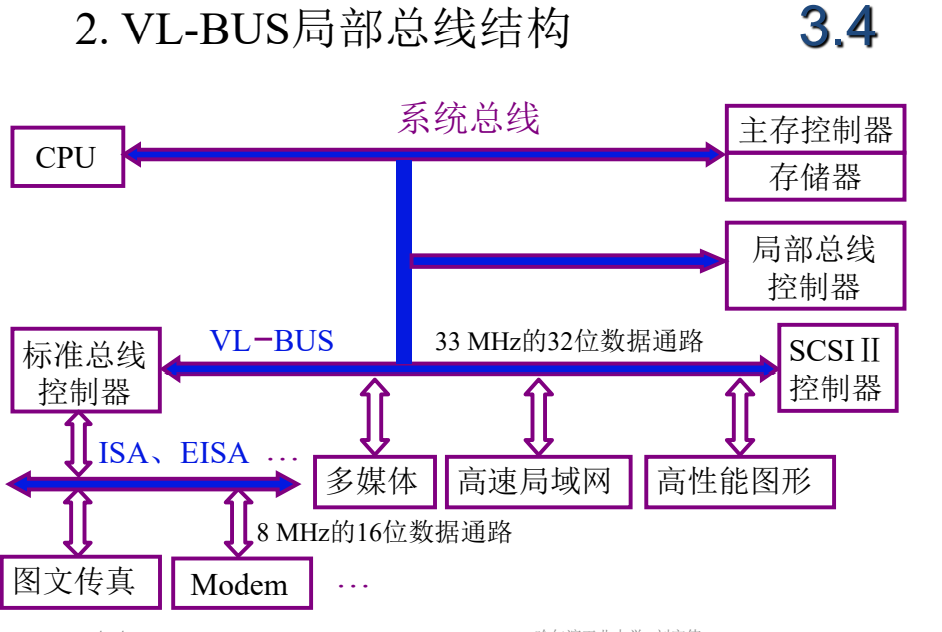 2. VL-BUS局部总线结构
3.4
系统总线
CPU
主存控制器
存储器
局部总线
控制器
VL-BUS
33 MHz的32位数据通路
标准总线
控制器
SCSI Ⅱ
控制器
ISA、EISA …
多媒体
高速局域网
高性能图形
8 MHz的16位数据通路
图文传真
Modem
…